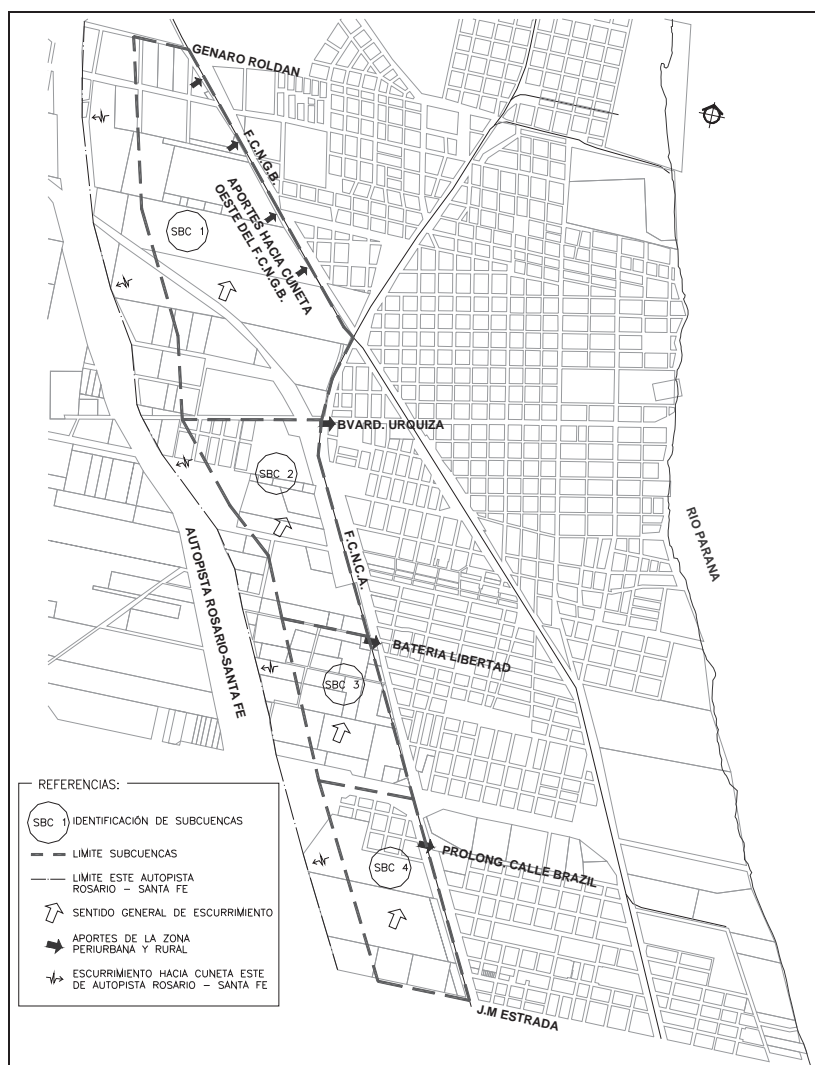 GENARO ROLDAN
F.C.N.G.B.
APORTES HACIA CUNETA
OESTE DEL F.C.N.G.B.
SBC 1
BVARD. URQUIZA
SBC 2
F.C.N.C.A.
RIO PARANA
AUTOPISTA ROSARIO-SANTA FE
BATERIA LIBERTAD
SBC 3
PROLONG. CALLE BRAZIL
SBC 4
J.M ESTRADA
REFERENCIAS:
SBC 1 IDENTIFICACIÓN DE SUBCUENCAS
LIMITE SUBCUENCAS
LIMITE ESTE AUTOPISTA
ROSARIO – SANTA FE
SENTIDO GENERAL DE ESCURRIMIENTO
APORTES DE LA ZONA
PERIURBANA Y RURAL
ESCURRIMIENTO HACIA CUNETA ESTE
DE AUTOPISTA ROSARIO – SANTA FE